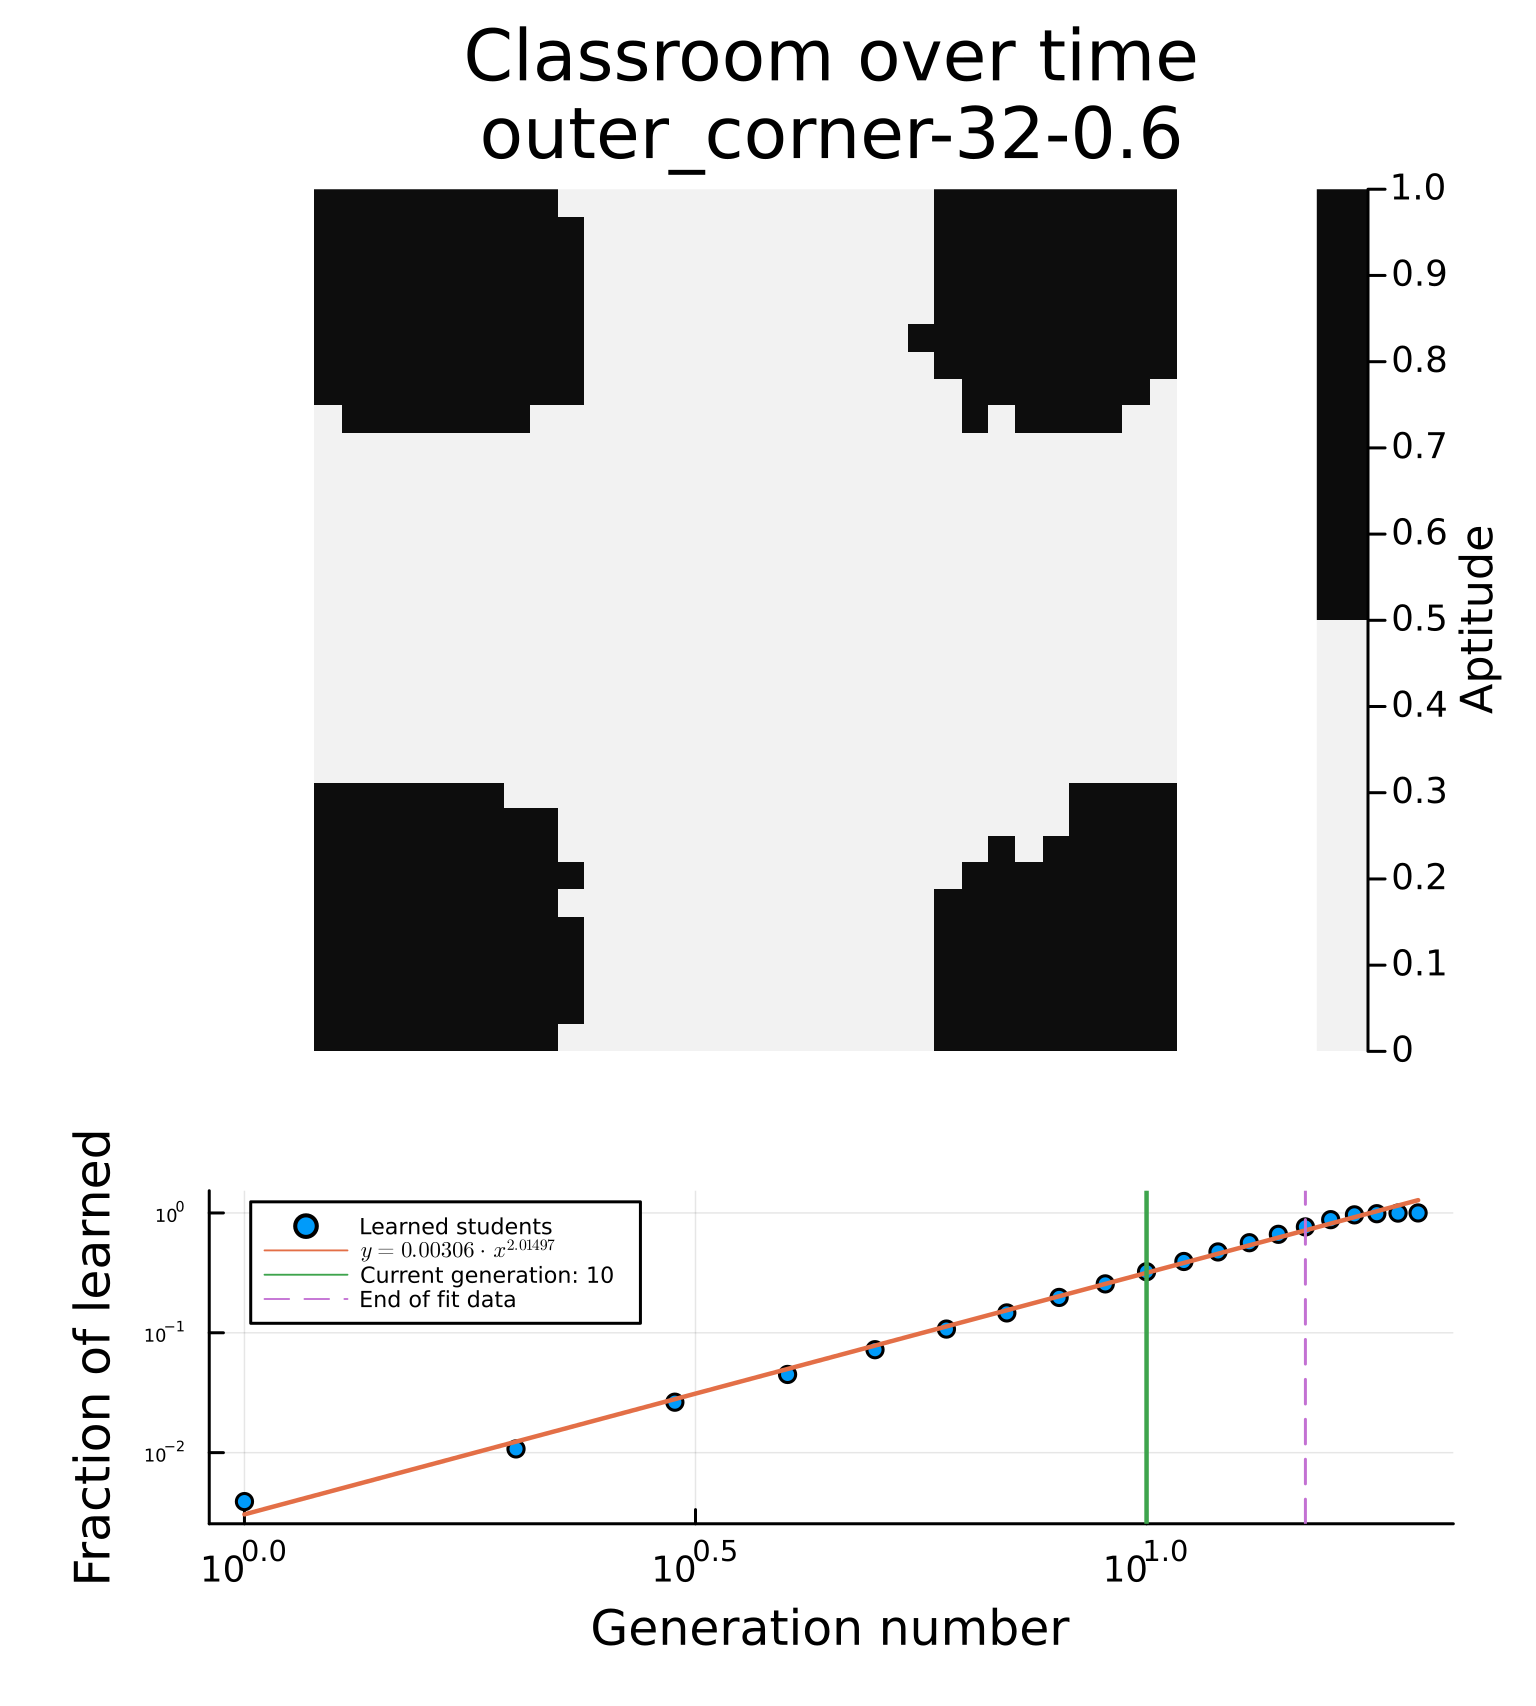 Classroom over time
outer_corner-32-0.6
1.0
0.9
0.8
0.7
0.6
0.5
0.4
0.3
0.2
0.1
0
Aptitude
Fraction of learned
10⁰
10⁻¹
10⁻²
Learned students
y = 0.00306 · x^2.01497
Current generation: 10
End of fit data
10^0.0
10^0.5
10^1.0
Generation number